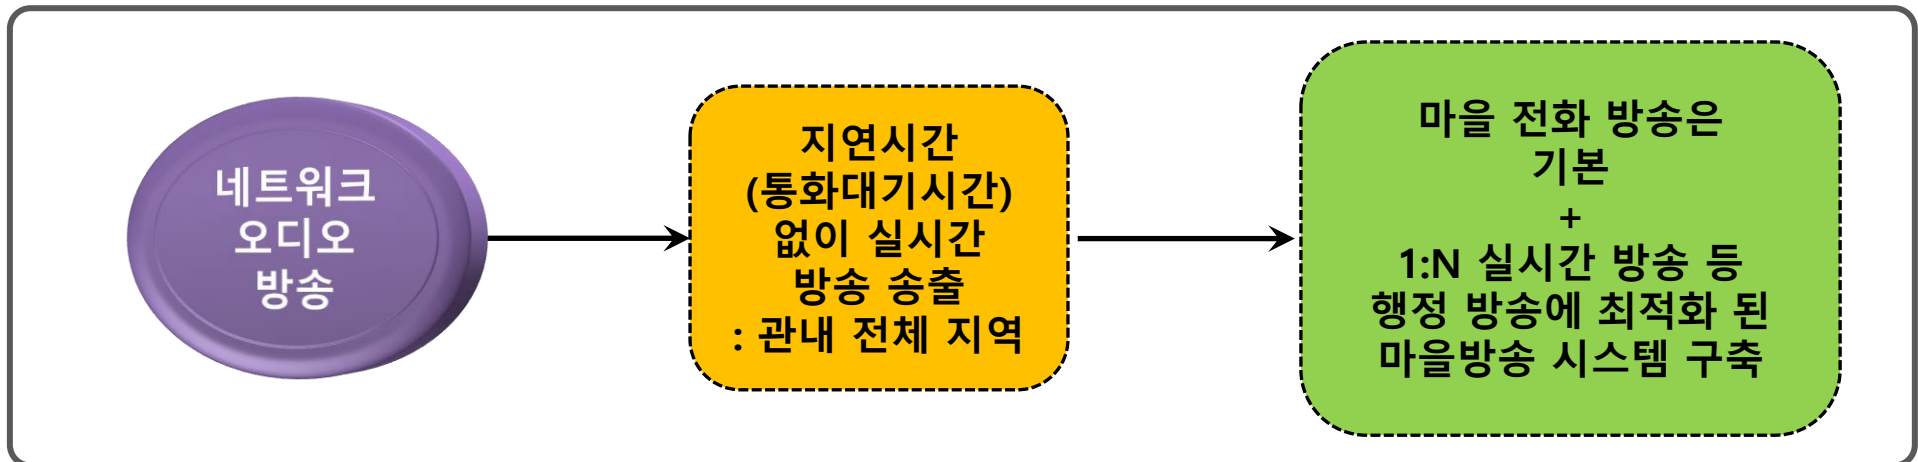 네트워크
오디오
방송
지연시간
(통화대기시간)
없이 실시간
방송 송출
: 관내 전체 지역
마을 전화 방송은
기본
+
1:N 실시간 방송 등
행정 방송에 최적화 된
마을방송 시스템 구축